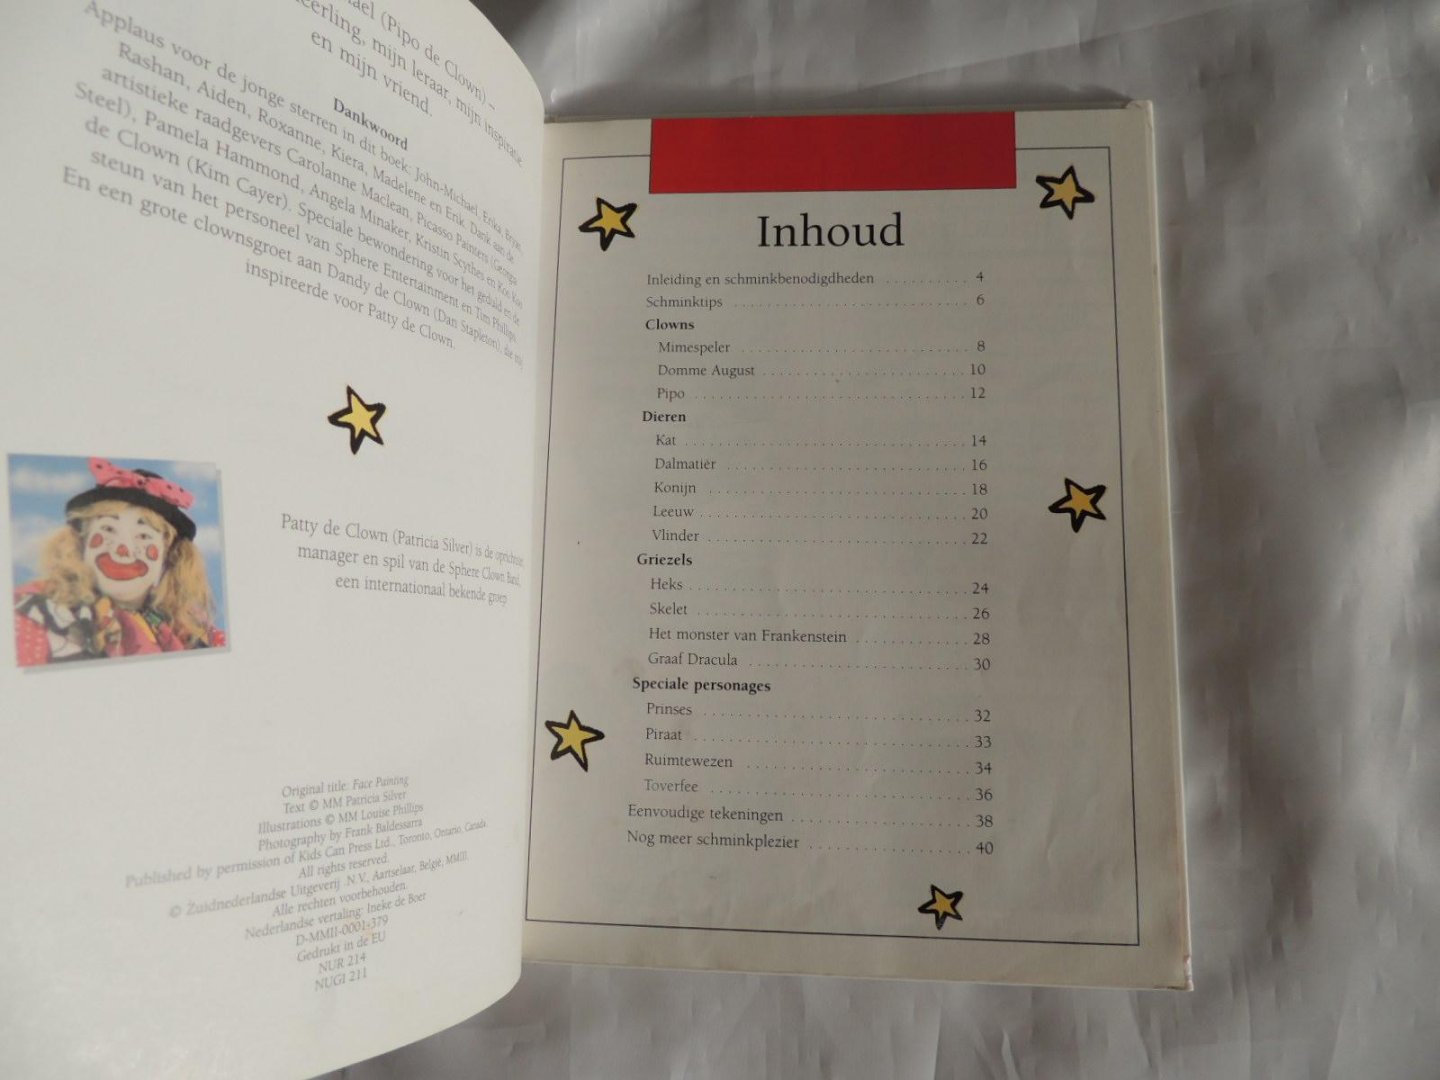 ael (Pipo de Clown) –
eerling, mijn leraar, mijn inspiratie
en mijn vriend.
Dankwoord
Applaus voor de jonge sterren in dit boek: John-Michael, Erika, Bryan,
Rashan, Aiden, Roxanne, Kiera, Madelene en Erik. Dank aan de
artistieke raadgevers Carolanne Maclean, Picasso Painters (Georgia
Steel), Pamela Hammond, Angela Minaker, Kristin Scythes en Koo Koo
de Clown (Kim Cayer). Speciale bewondering voor het geduld en de
steun van het personeel van Sphere Entertainment en Tim Phillips.
En een grote clownsgroet aan Dandy de Clown (Dan Stapleton), die mij
inspireerde voor Patty de Clown.
Patty de Clown (Patricia Silver) is de oprichtster,
manager en spil van de Sphere Clown Band,
een internationaal bekende groep
Original title: Face Painting
Text © MM Patricia Silver
Illustrations © MM Louise Phillips
Photography by Frank Baldessarra
Published by permission of Kids Can Press Ltd., Toronto, Ontario, Canada.
All rights reserved.
© Zuidnederlandse Uitgeverij N.V., Aartselaar, België, MMIII.
Alle rechten voorbehouden.
Nederlandse vertaling: Ineke de Boer
D-MMII-0001-379
Gedrukt in de EU
NUR 214
NUGI 211
Inhoud
Inleiding en schminkbenodigdheden . . . . . . . . . . 4
Schminktips . . . . . . . . . . 6
Clowns
Mimespeler . . . . . . . . . . 8
Domme August . . . . . . . . . . 10
Pipo . . . . . . . . . . 12
Dieren
Kat . . . . . . . . . . 14
Dalmatiër . . . . . . . . . . 16
Konijn . . . . . . . . . . 18
Leeuw . . . . . . . . . . 20
Vlinder . . . . . . . . . . 22
Griezels
Heks . . . . . . . . . . 24
Skelet . . . . . . . . . . 26
Het monster van Frankenstein . . . . . . . . . . 28
Graaf Dracula . . . . . . . . . . 30
Speciale personages
Prinses . . . . . . . . . . 32
Piraat . . . . . . . . . . 33
Ruimtewezen . . . . . . . . . . 34
Toverfee . . . . . . . . . . 36
Eenvoudige tekeningen . . . . . . . . . . 38
Nog meer schminkplezier . . . . . . . . . . 40